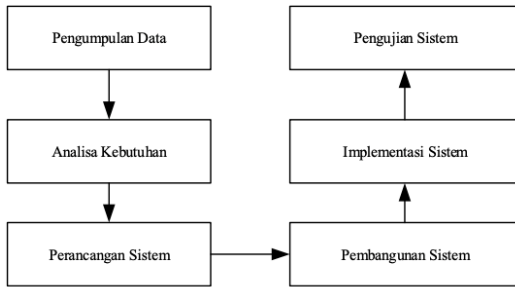 Pengumpulan Data
Analisa Kebutuhan
Perancangan Sistem
Pembangunan Sistem
Implementasi Sistem
Pengujian Sistem